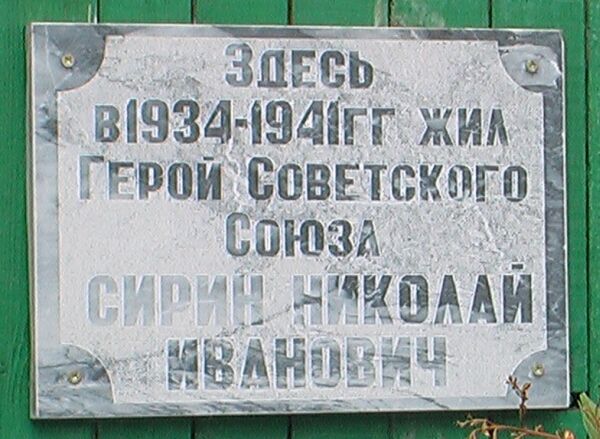 Здесь
в1934-1941гг жил
Герой Советского
Союза
СИРИН НИКОЛАЙ
ИВАНОВИЧ